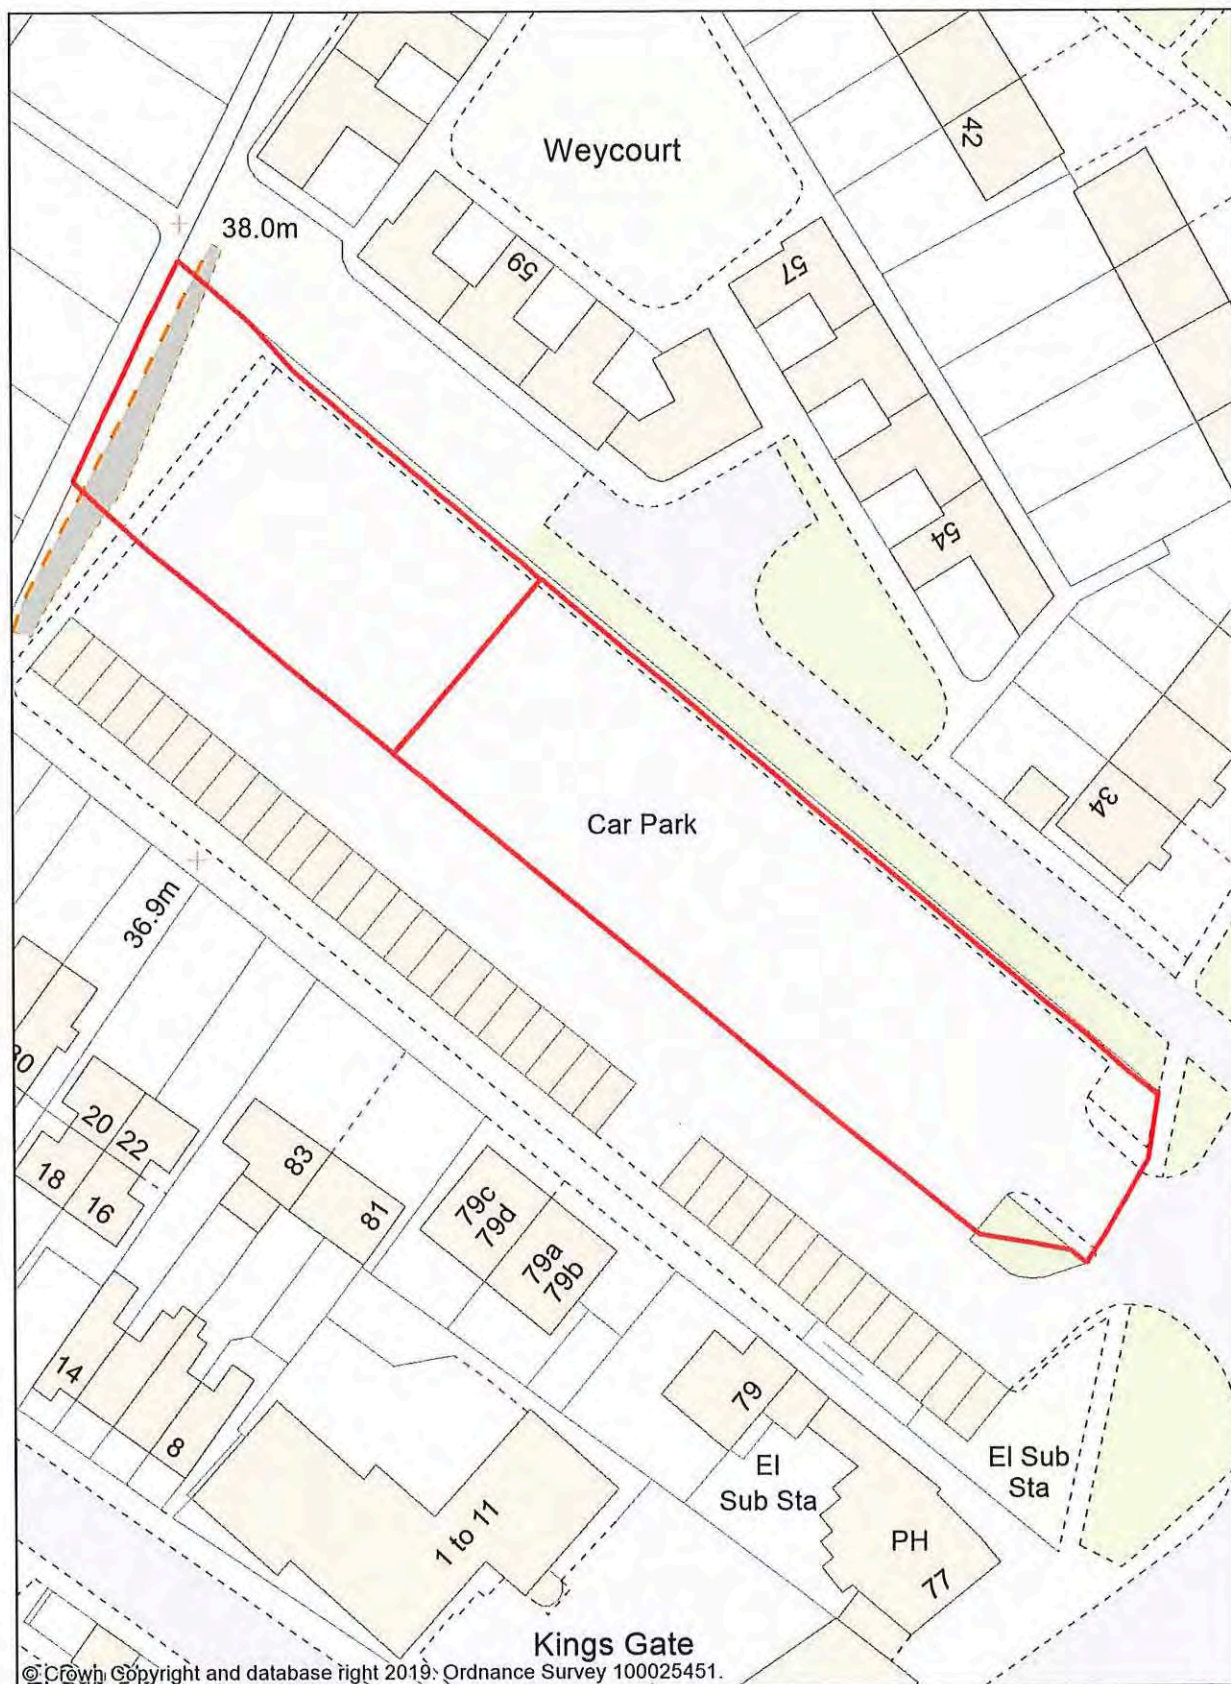 Weycourt
42
38.0m
59
57
54
34
Car Park
36.9m
20
22
18
16
83
81
79c
79d
79a
79b
14
8
79
El
Sub Sta
El Sub
Sta
1 to 11
PH
77
Kings Gate
© Crown Copyright and database right 2019. Ordnance Survey 100025451.